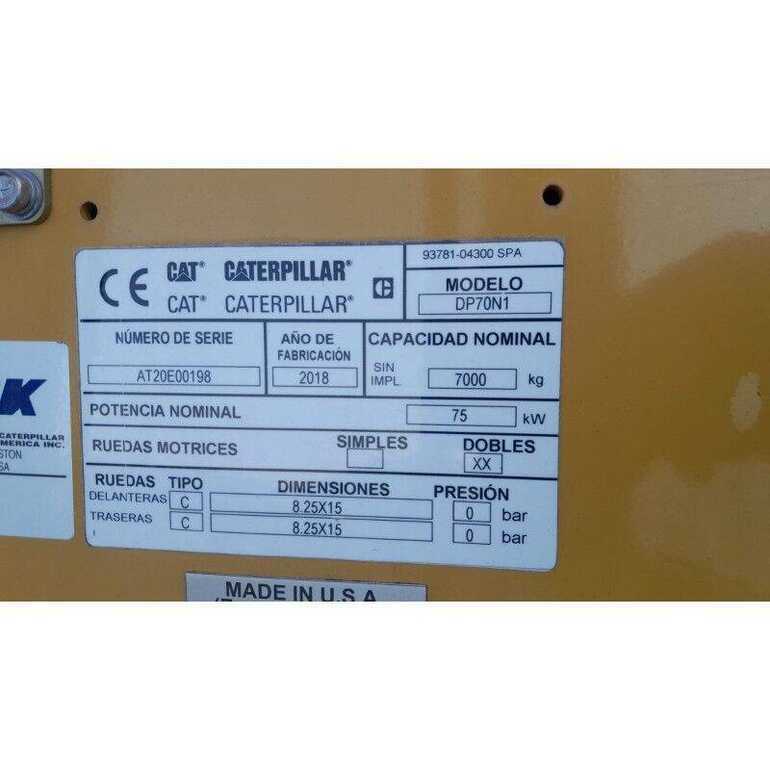 93781-04300 SPA
CE CAT® CATERPILLAR®
CAT® CATERPILLAR®
MODELO
DP70N1
NÚMERO DE SERIE
AT20E00198
AÑO DE
FABRICACIÓN
2018
CAPACIDAD NOMINAL
SIN
IMPL. 7000 kg
POTENCIA NOMINAL 75 kW
RUEDAS MOTRICES SIMPLES DOBLES
XX
RUEDAS TIPO DIMENSIONES PRESIÓN
DELANTERAS C 8.25X15 0 bar
TRASERAS C 8.25X15 0 bar
K
CATERPILLAR
MERICA INC.
STON
SA
MADE IN U.S.A